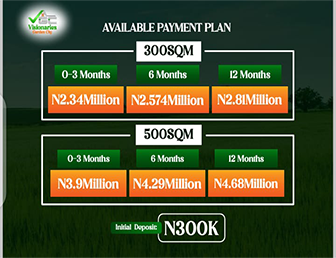 Visionaries
AVAILABLE PAYMENT PLAN
300SQM
0-3 Months 6 Months 12 Months
N2.34Million N2.574Million N2.81Million
500SQM
0-3 Months 6 Months 12 Months
N3.9Million N4.29Million N4.68Million
Initial Deposit: N300K